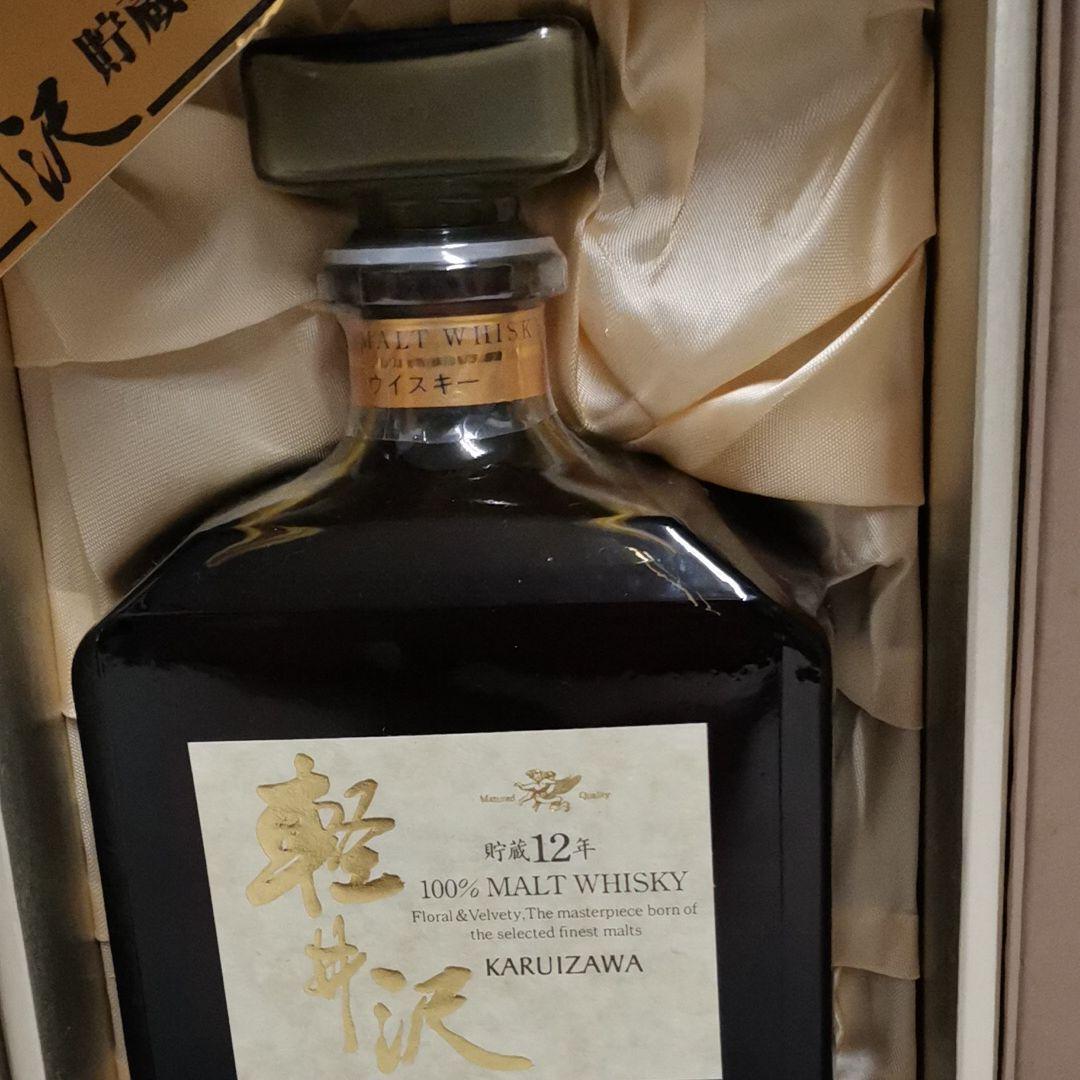 貯蔵
沢
MALT WHISK
ウイスキー
軽井沢
Matured Quality
貯蔵12年
100% MALT WHISKY
Floral & Velvety, The masterpiece born of
the selected finest malts
KARUIZAWA